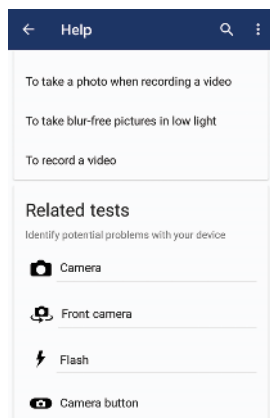 Help
To take a photo when recording a video
To take blur-free pictures in low light
To record a video
Related tests
Identify potential problems with your device
Camera
Front camera
Flash
Camera button